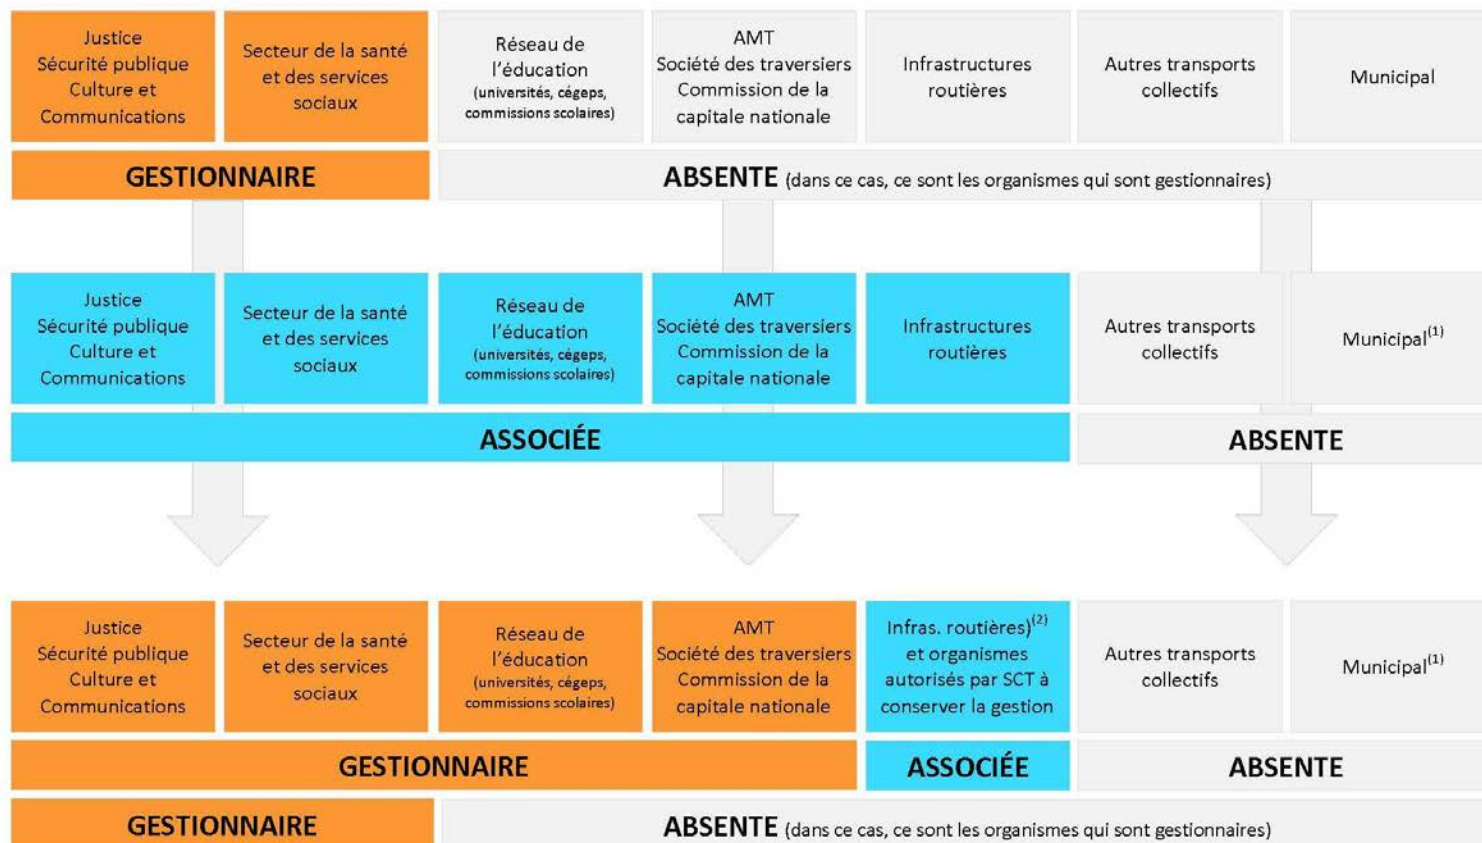 Justice
Sécurité publique
Culture et
Communications
Secteur de la santé
et des services
sociaux
Réseau de
l'éducation
(universités, cégeps,
commissions scolaires)
AMT
Société des traversiers
Commission de la
capitale nationale
Infrastructures
routières
Autres transports
collectifs
Municipal
GESTIONNAIRE
ABSENTE (dans ce cas, ce sont les organismes qui sont gestionnaires)
Justice
Sécurité publique
Culture et
Communications
Secteur de la santé
et des services
sociaux
Réseau de
l'éducation
(universités, cégeps,
commissions scolaires)
AMT
Société des traversiers
Commission de la
capitale nationale
Infrastructures
routières
Autres transports
collectifs
Municipal(1)
ASSOCIÉE
ABSENTE
Justice
Sécurité publique
Culture et
Communications
Secteur de la santé
et des services
sociaux
Réseau de
l'éducation
(universités, cégeps,
commissions scolaires)
AMT
Société des traversiers
Commission de la
capitale nationale
Infras. routières)(2)
et organismes
autorisés par SCT à
conserver la gestion
Autres transports
collectifs
Municipal(1)
GESTIONNAIRE
ASSOCIÉE
ABSENTE
GESTIONNAIRE
ABSENTE (dans ce cas, ce sont les organismes qui sont gestionnaires)